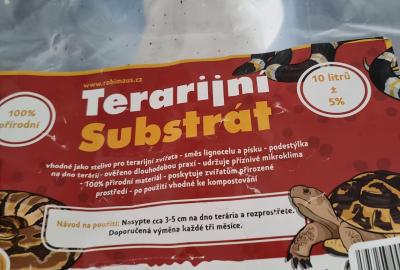 www.robimaus.cz
Terarijní
Substrát
100%
přírodní
10 litrů
±
5%
vhodné jako stelivo pro terarijní zvířata - směs lignocelu a písku - podestýlka
na dno terárií - ověřeno dlouhodobou praxí - udržuje příznivé mikroklima
- 100% přírodní materiál - poskytuje zvířatům přirozené
prostředí - po použití vhodné ke kompostování
Návod na použití: Nasypte cca 3-5 cm na dno terária a rozprostřete.
Doporučená výměna každé tři měsíce.